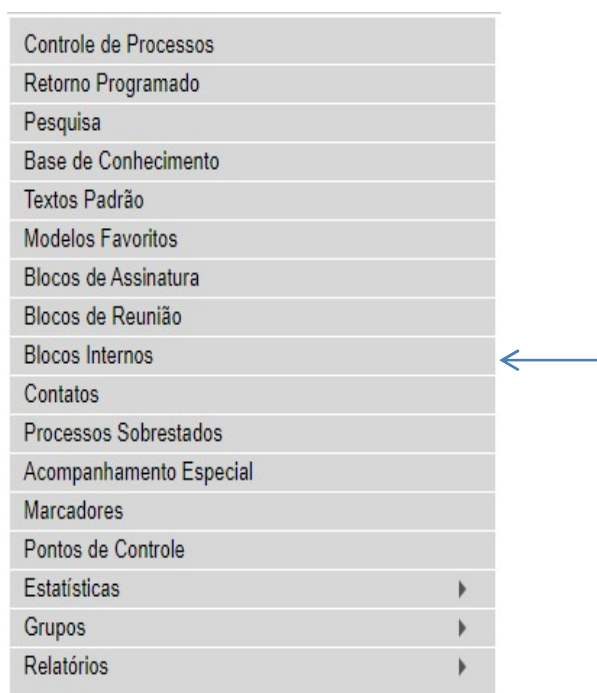 Controle de Processos
Retorno Programado
Pesquisa
Base de Conhecimento
Textos Padrão
Modelos Favoritos
Blocos de Assinatura
Blocos de Reunião
Blocos Internos
Contatos
Processos Sobrestados
Acompanhamento Especial
Marcadores
Pontos de Controle
Estatísticas
Grupos
Relatórios